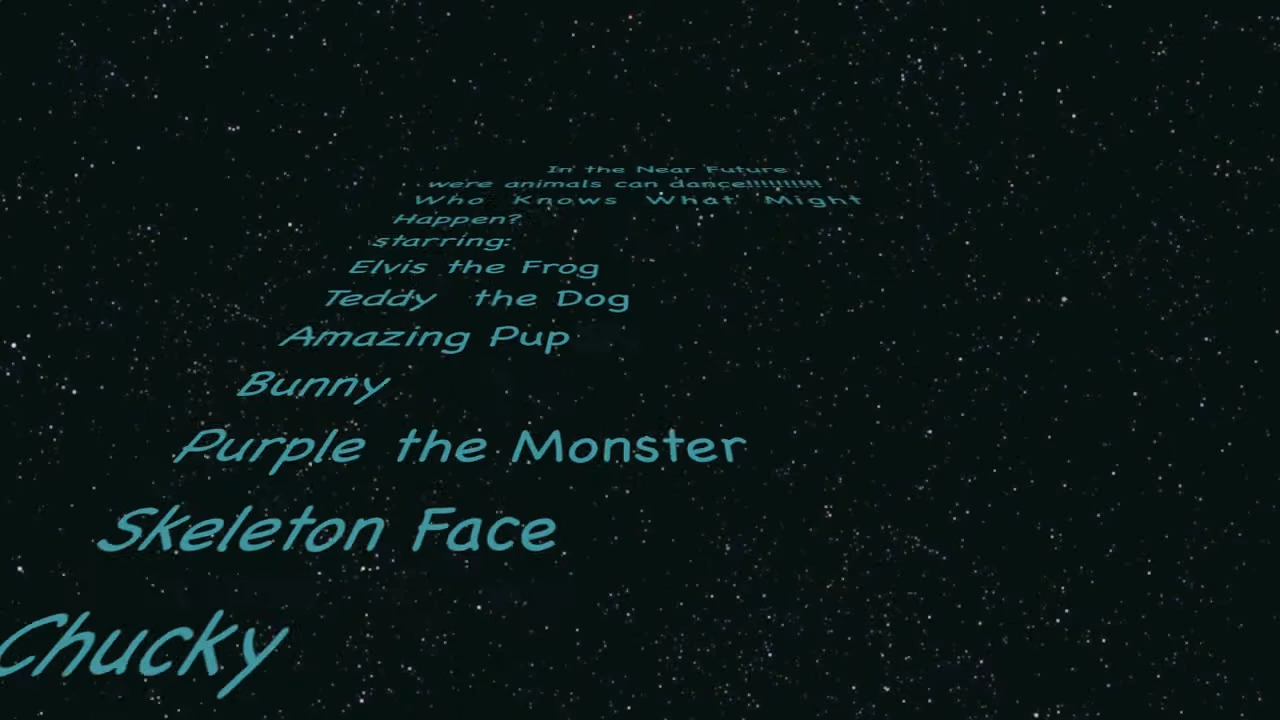 In the Near Future
were animals can dance!!!!!!!!!!
Who Knows What Might
Happen?
starring:
Elvis the Frog
Teddy the Dog
Amazing Pup
Bunny
Purple the Monster
Skeleton Face
Chucky